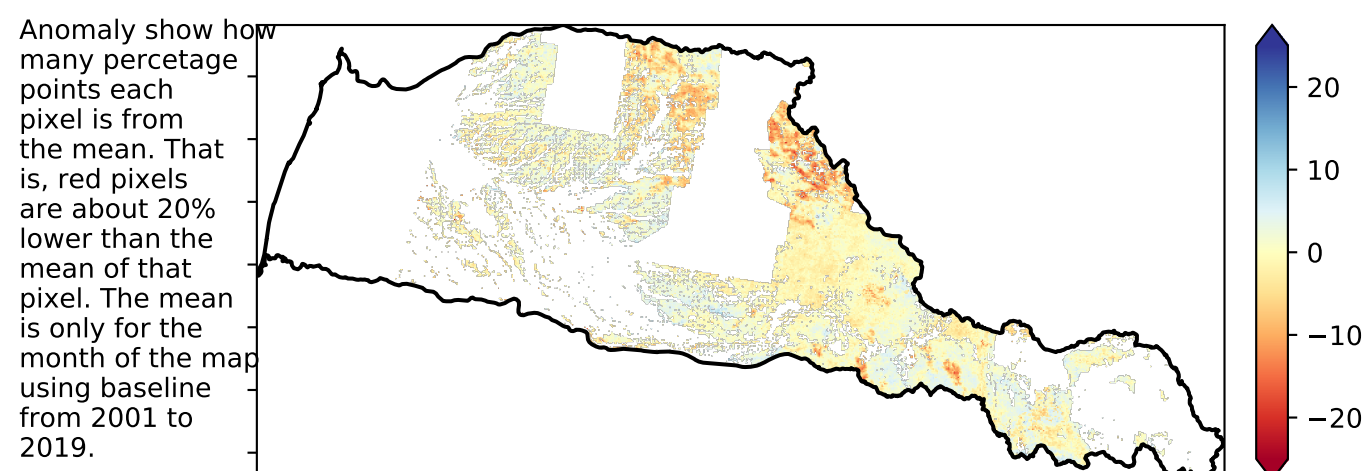 Anomaly show how
many percetage
points each
pixel is from
the mean. That
is, red pixels
are about 20%
lower than the
mean of that
pixel. The mean
is only for the
month of the map
using baseline
from 2001 to
2019.
20
10
0
−10
−20